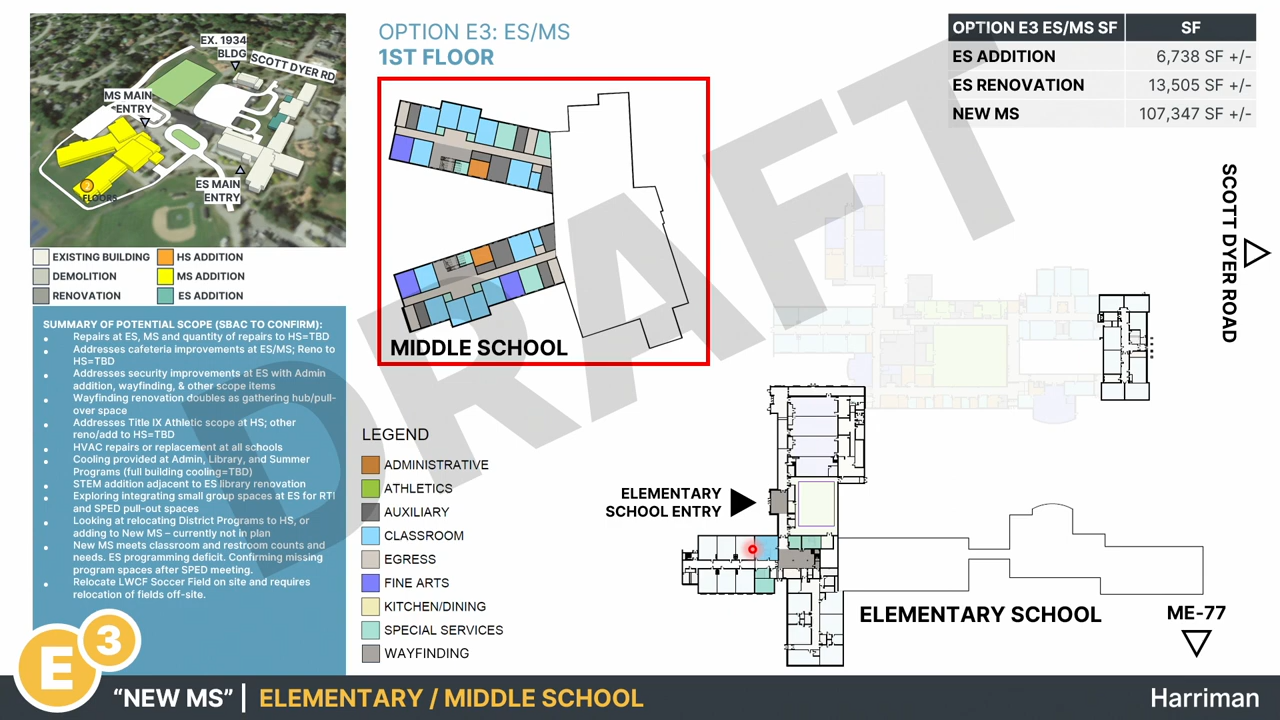 EX. 1934
BLDG
SCOTT DYER RD
MS MAIN
ENTRY
ES MAIN
ENTRY
2
FLOORS
EXISTING BUILDING
HS ADDITION
DEMOLITION
MS ADDITION
RENOVATION
ES ADDITION
SUMMARY OF POTENTIAL SCOPE (SBAC TO CONFIRM):
Repairs at ES, MS and quantity of repairs to HS=TBD
Addresses cafeteria improvements at ES/MS; Reno to
HS=TBD
Addresses security improvements at ES with Admin
addition, wayfinding, & other scope items
Wayfinding renovation doubles as gathering hub/pull-
over space
Addresses Title IX Athletic scope at HS; other
reno/add to HS=TBD
HVAC repairs or replacement at all schools
Cooling provided at Admin, Library, and Summer
Programs (full building cooling=TBD)
STEM addition adjacent to ES library renovation
Exploring integrating small group spaces at ES for RTI
and SPED pull-out spaces
Looking at relocating District Programs to HS, or
adding to New MS – currently not in plan
New MS meets classroom and restroom counts and
needs. ES programming deficit. Confirming missing
program spaces after SPED meeting.
Relocate LWCF Soccer Field on site and requires
relocation of fields off-site.
OPTION E3: ES/MS
1ST FLOOR
MIDDLE SCHOOL
LEGEND
ADMINISTRATIVE
ATHLETICS
AUXILIARY
CLASSROOM
EGRESS
FINE ARTS
KITCHEN/DINING
SPECIAL SERVICES
WAYFINDING
OPTION E3 ES/MS SF SF
ES ADDITION 6,738 SF +/-
ES RENOVATION 13,505 SF +/-
NEW MS 107,347 SF +/-
SCOTT DYER ROAD
ELEMENTARY
SCHOOL ENTRY
ELEMENTARY SCHOOL
ME-77
DRAFT
E3
“NEW MS” | ELEMENTARY / MIDDLE SCHOOL
Harriman